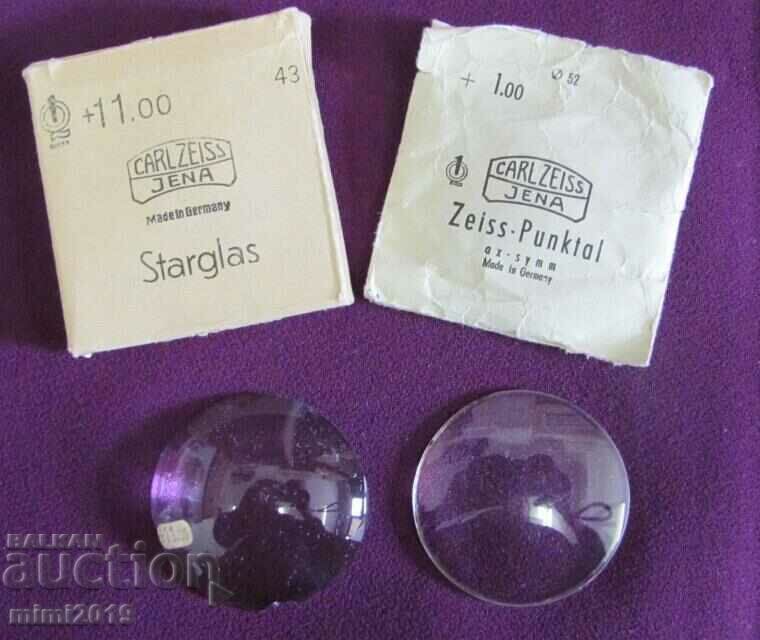 43
+11.00
CARL ZEISS
JENA
Made in Germany
Starglas
+ 1.00 Ø 52
1
CARL ZEISS
JENA
Zeiss-Punktal
ax-symm
Made in Germany
BALKAN
auction
mimi2019